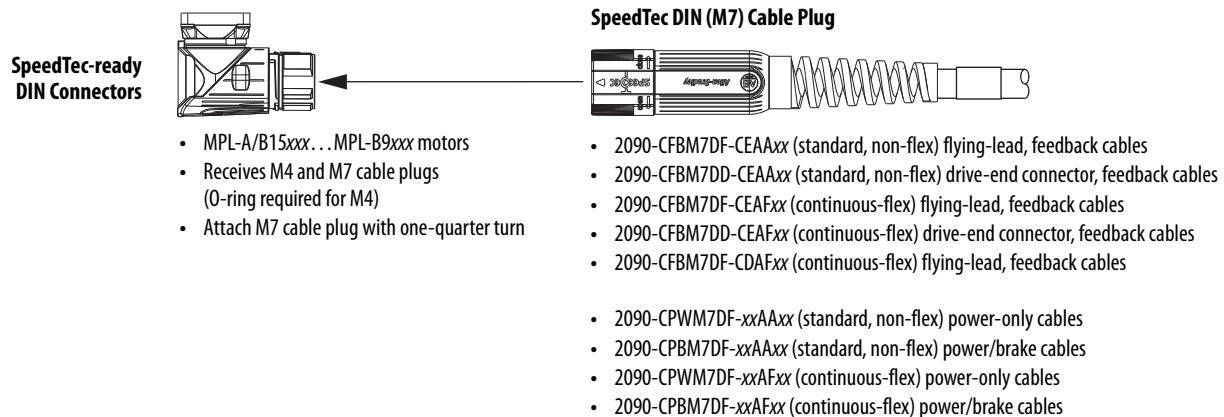 SpeedTec DIN (M7) Cable Plug
SpeedTec-ready
DIN Connectors
Allen-Bradley
AB
• MPL-A/B15xxx…MPL-B9xxx motors
• Receives M4 and M7 cable plugs
(O-ring required for M4)
• Attach M7 cable plug with one-quarter turn
• 2090-CFBM7DF-CEAAxx (standard, non-flex) flying-lead, feedback cables
• 2090-CFBM7DD-CEAAxx (standard, non-flex) drive-end connector, feedback cables
• 2090-CFBM7DF-CEAFxx (continuous-flex) flying-lead, feedback cables
• 2090-CFBM7DD-CEAFxx (continuous-flex) drive-end connector, feedback cables
• 2090-CFBM7DF-CDAFxx (continuous-flex) flying-lead, feedback cables
• 2090-CPWM7DF-xxAAxx (standard, non-flex) power-only cables
• 2090-CPBM7DF-xxAAxx (standard, non-flex) power/brake cables
• 2090-CPWM7DF-xxAFxx (continuous-flex) power-only cables
• 2090-CPBM7DF-xxAFxx (continuous-flex) power/brake cables